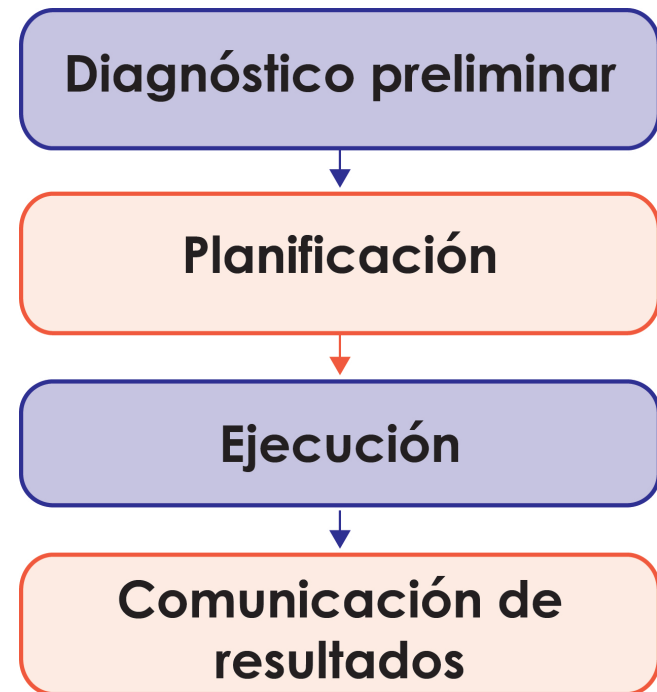 Diagnóstico preliminar
Planificación
Ejecución
Comunicación de
resultados